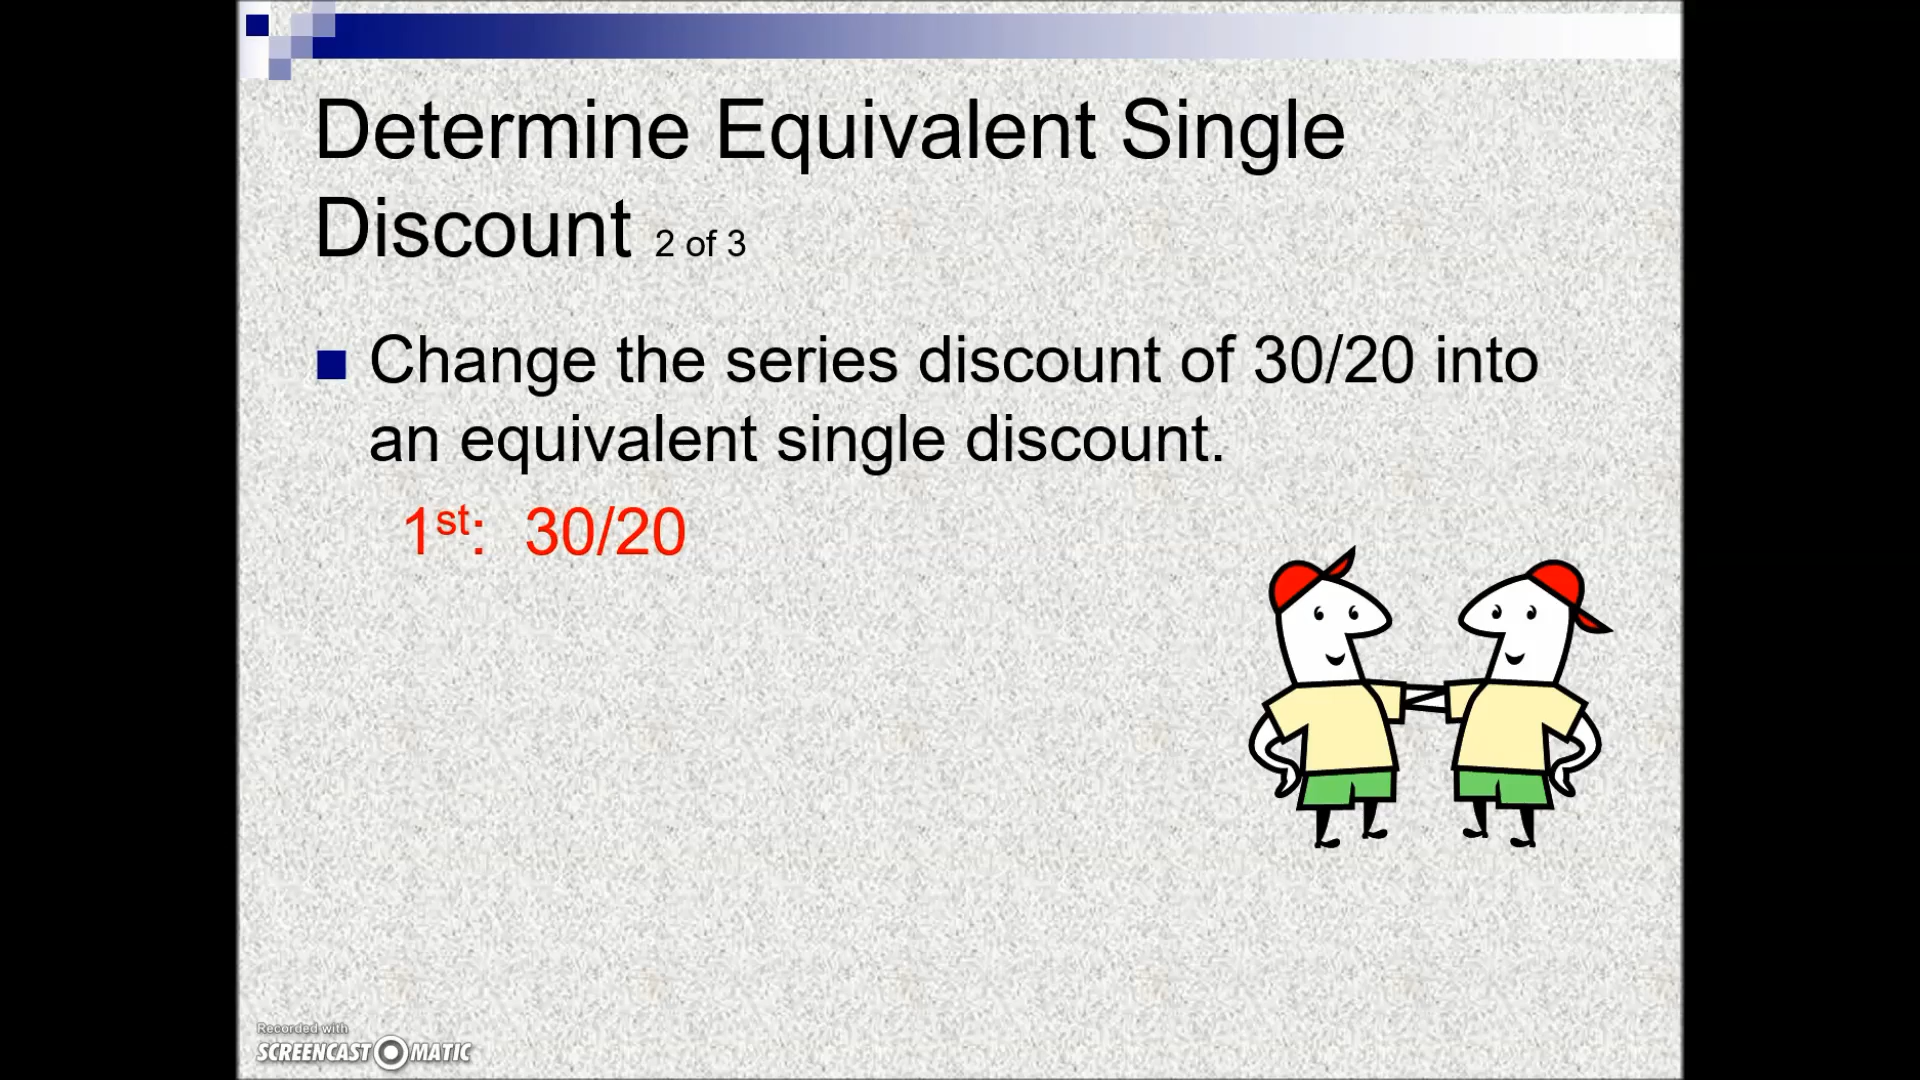 Determine Equivalent Single
Discount 2 of 3
Change the series discount of 30/20 into
an equivalent single discount.
1st: 30/20
Recorded with
SCREENCAST MATIC